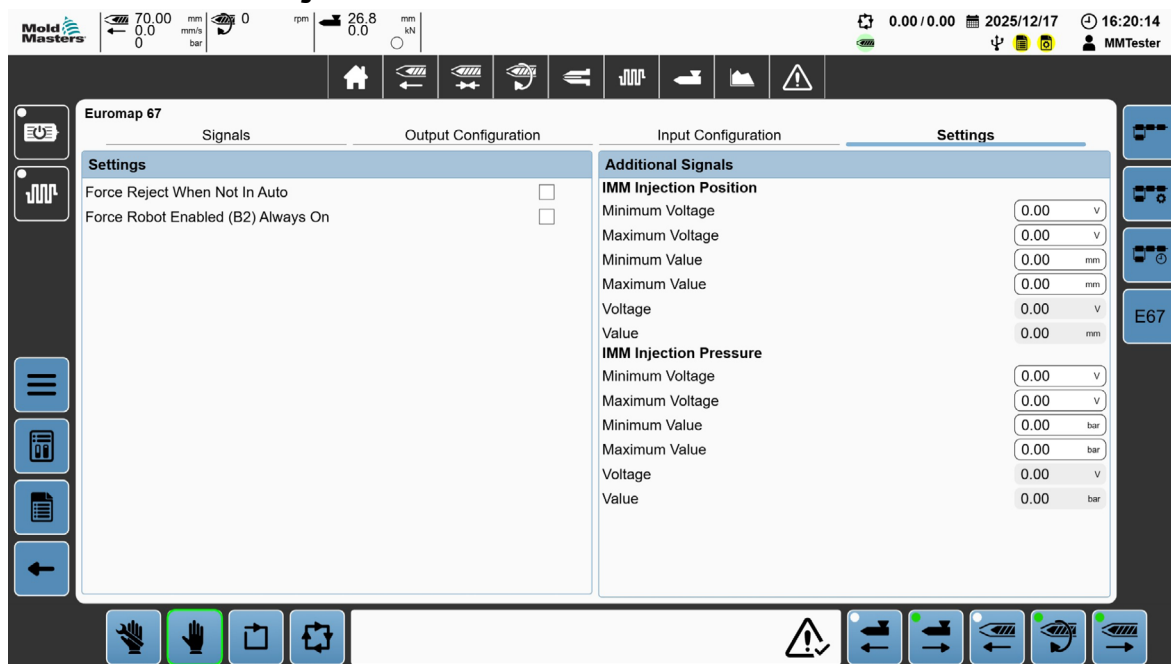 Mold
Masters
70.00 mm
0.0 mm/s
0 bar
0 rpm
26.8 mm
0.0 kN
0.00 / 0.00
2025/12/17
16:20:14
MMTester
Euromap 67
Signals Output Configuration Input Configuration Settings
Settings
Force Reject When Not In Auto
Force Robot Enabled (B2) Always On
Additional Signals
IMM Injection Position
Minimum Voltage 0.00 V
Maximum Voltage 0.00 V
Minimum Value 0.00 mm
Maximum Value 0.00 mm
Voltage 0.00 V
Value 0.00 mm
IMM Injection Pressure
Minimum Voltage 0.00 V
Maximum Voltage 0.00 V
Minimum Value 0.00 bar
Maximum Value 0.00 bar
Voltage 0.00 V
Value 0.00 bar
E67